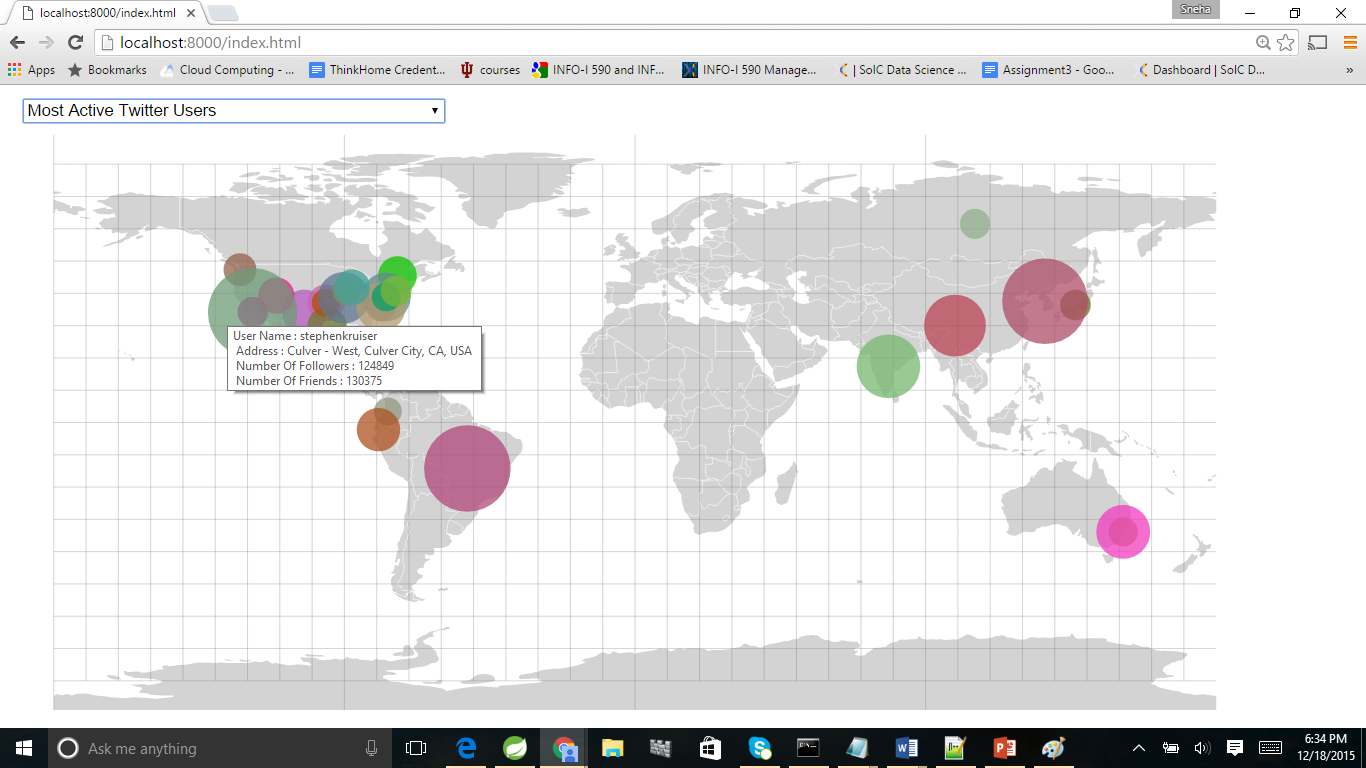 localhost:8000/index.html
Sneha
localhost:8000/index.html
Apps Bookmarks Cloud Computing - ... ThinkHome Credent... courses INFO-I 590 and INF... INFO-I 590 Manage... | SoIC Data Science ... Assignment3 - Goo... Dashboard | SoIC D... »
Most Active Twitter Users
User Name : stephenkruiser
Address : Culver - West, Culver City, CA, USA
Number Of Followers : 124849
Number Of Friends : 130375
Ask me anything
6:34 PM
12/18/2015